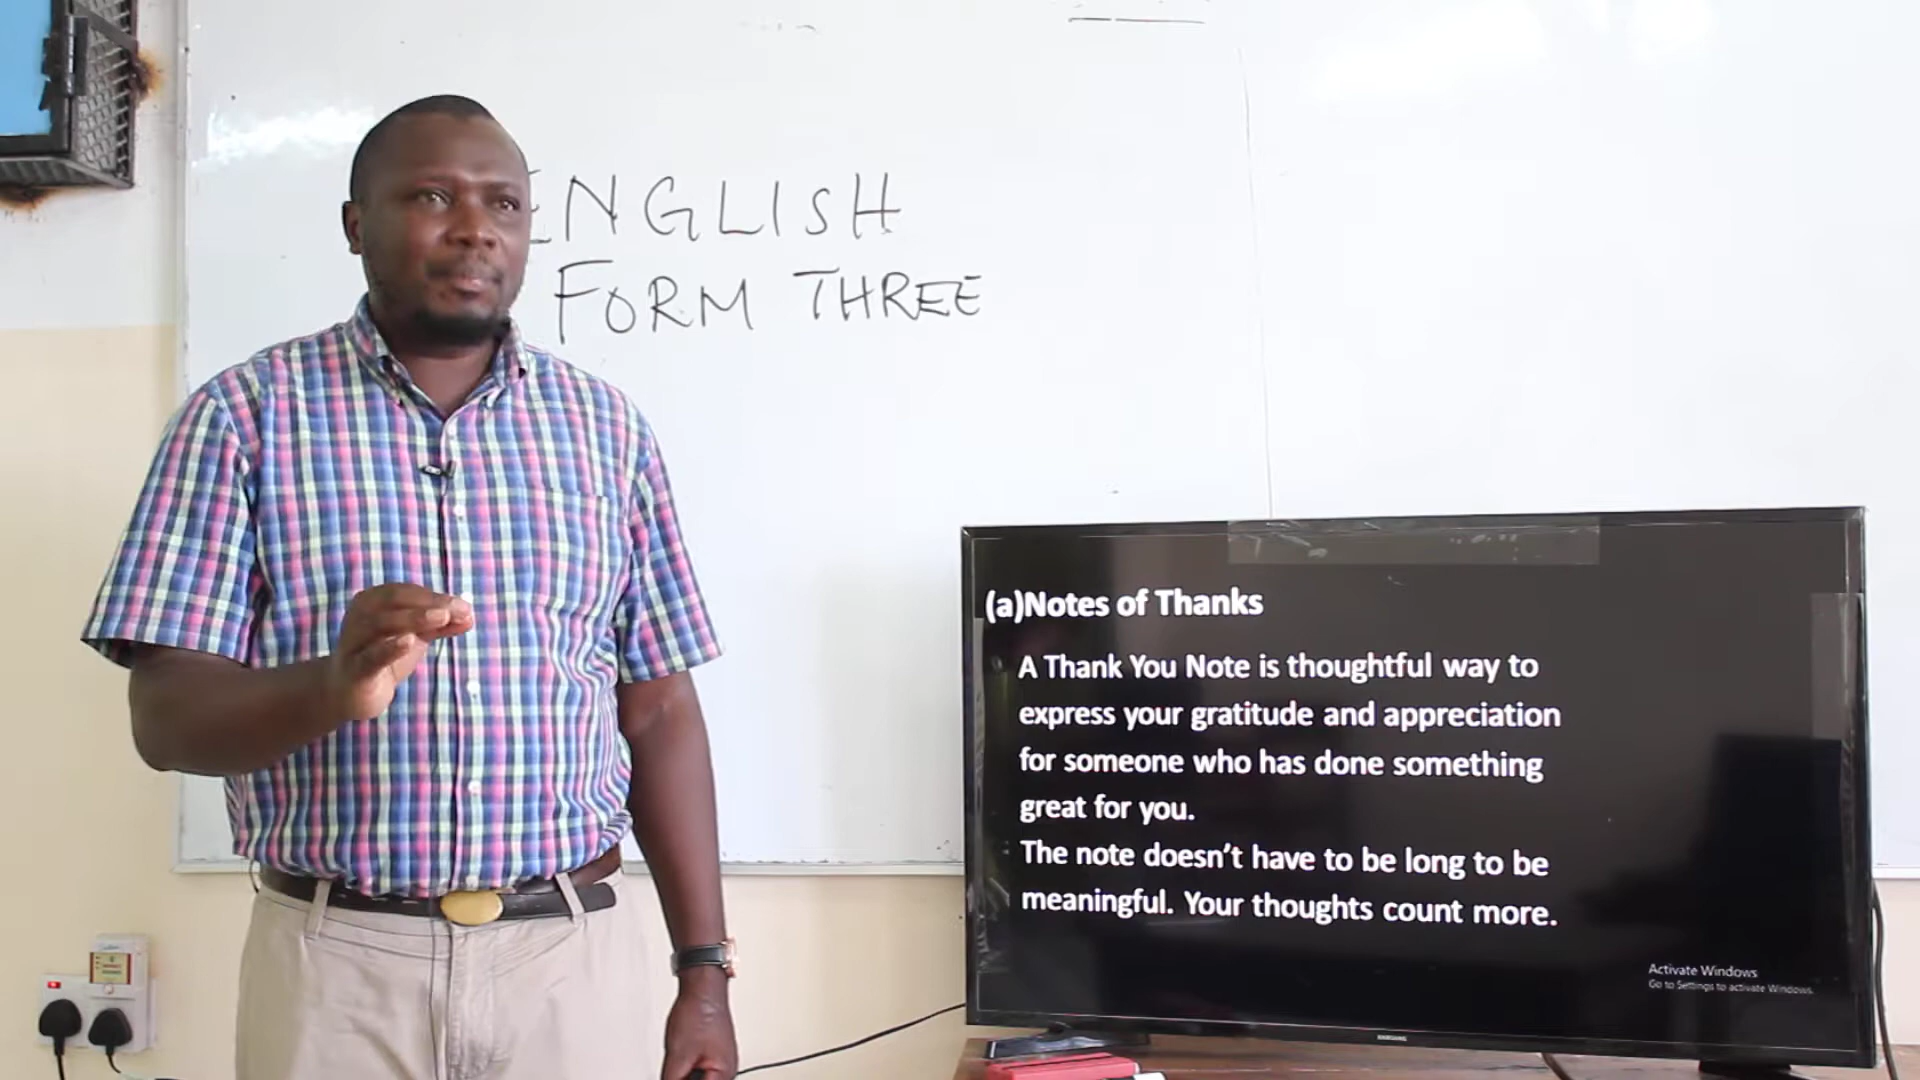 ENGLISH
FORM THREE
(a)Notes of Thanks
A Thank You Note is thoughtful way to
express your gratitude and appreciation
for someone who has done something
great for you.
The note doesn't have to be long to be
meaningful. Your thoughts count more.
Activate Windows
Go to Settings to activate Windows.
SAMSUNG